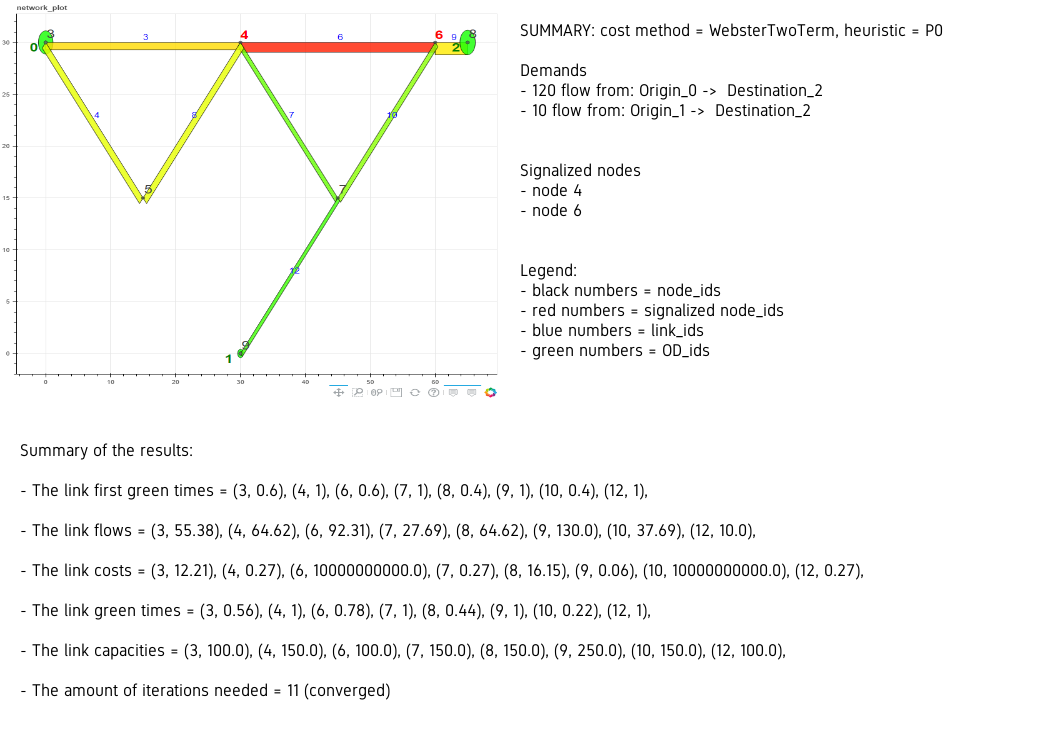 network_plot
3
3
4
6
6
9
8
0
2
30
25
4
8
7
10
20
5
7
15
10
12
5
9
1
0
0 10 20 30 40 50 60
SUMMARY: cost method = WebsterTwoTerm, heuristic = P0
Demands
- 120 flow from: Origin_0 -> Destination_2
- 10 flow from: Origin_1 -> Destination_2
Signalized nodes
- node 4
- node 6
Legend:
- black numbers = node_ids
- red numbers = signalized node_ids
- blue numbers = link_ids
- green numbers = OD_ids
Summary of the results:
- The link first green times = (3, 0.6), (4, 1), (6, 0.6), (7, 1), (8, 0.4), (9, 1), (10, 0.4), (12, 1),
- The link flows = (3, 55.38), (4, 64.62), (6, 92.31), (7, 27.69), (8, 64.62), (9, 130.0), (10, 37.69), (12, 10.0),
- The link costs = (3, 12.21), (4, 0.27), (6, 10000000000.0), (7, 0.27), (8, 16.15), (9, 0.06), (10, 10000000000.0), (12, 0.27),
- The link green times = (3, 0.56), (4, 1), (6, 0.78), (7, 1), (8, 0.44), (9, 1), (10, 0.22), (12, 1),
- The link capacities = (3, 100.0), (4, 150.0), (6, 100.0), (7, 150.0), (8, 150.0), (9, 250.0), (10, 150.0), (12, 100.0),
- The amount of iterations needed = 11 (converged)